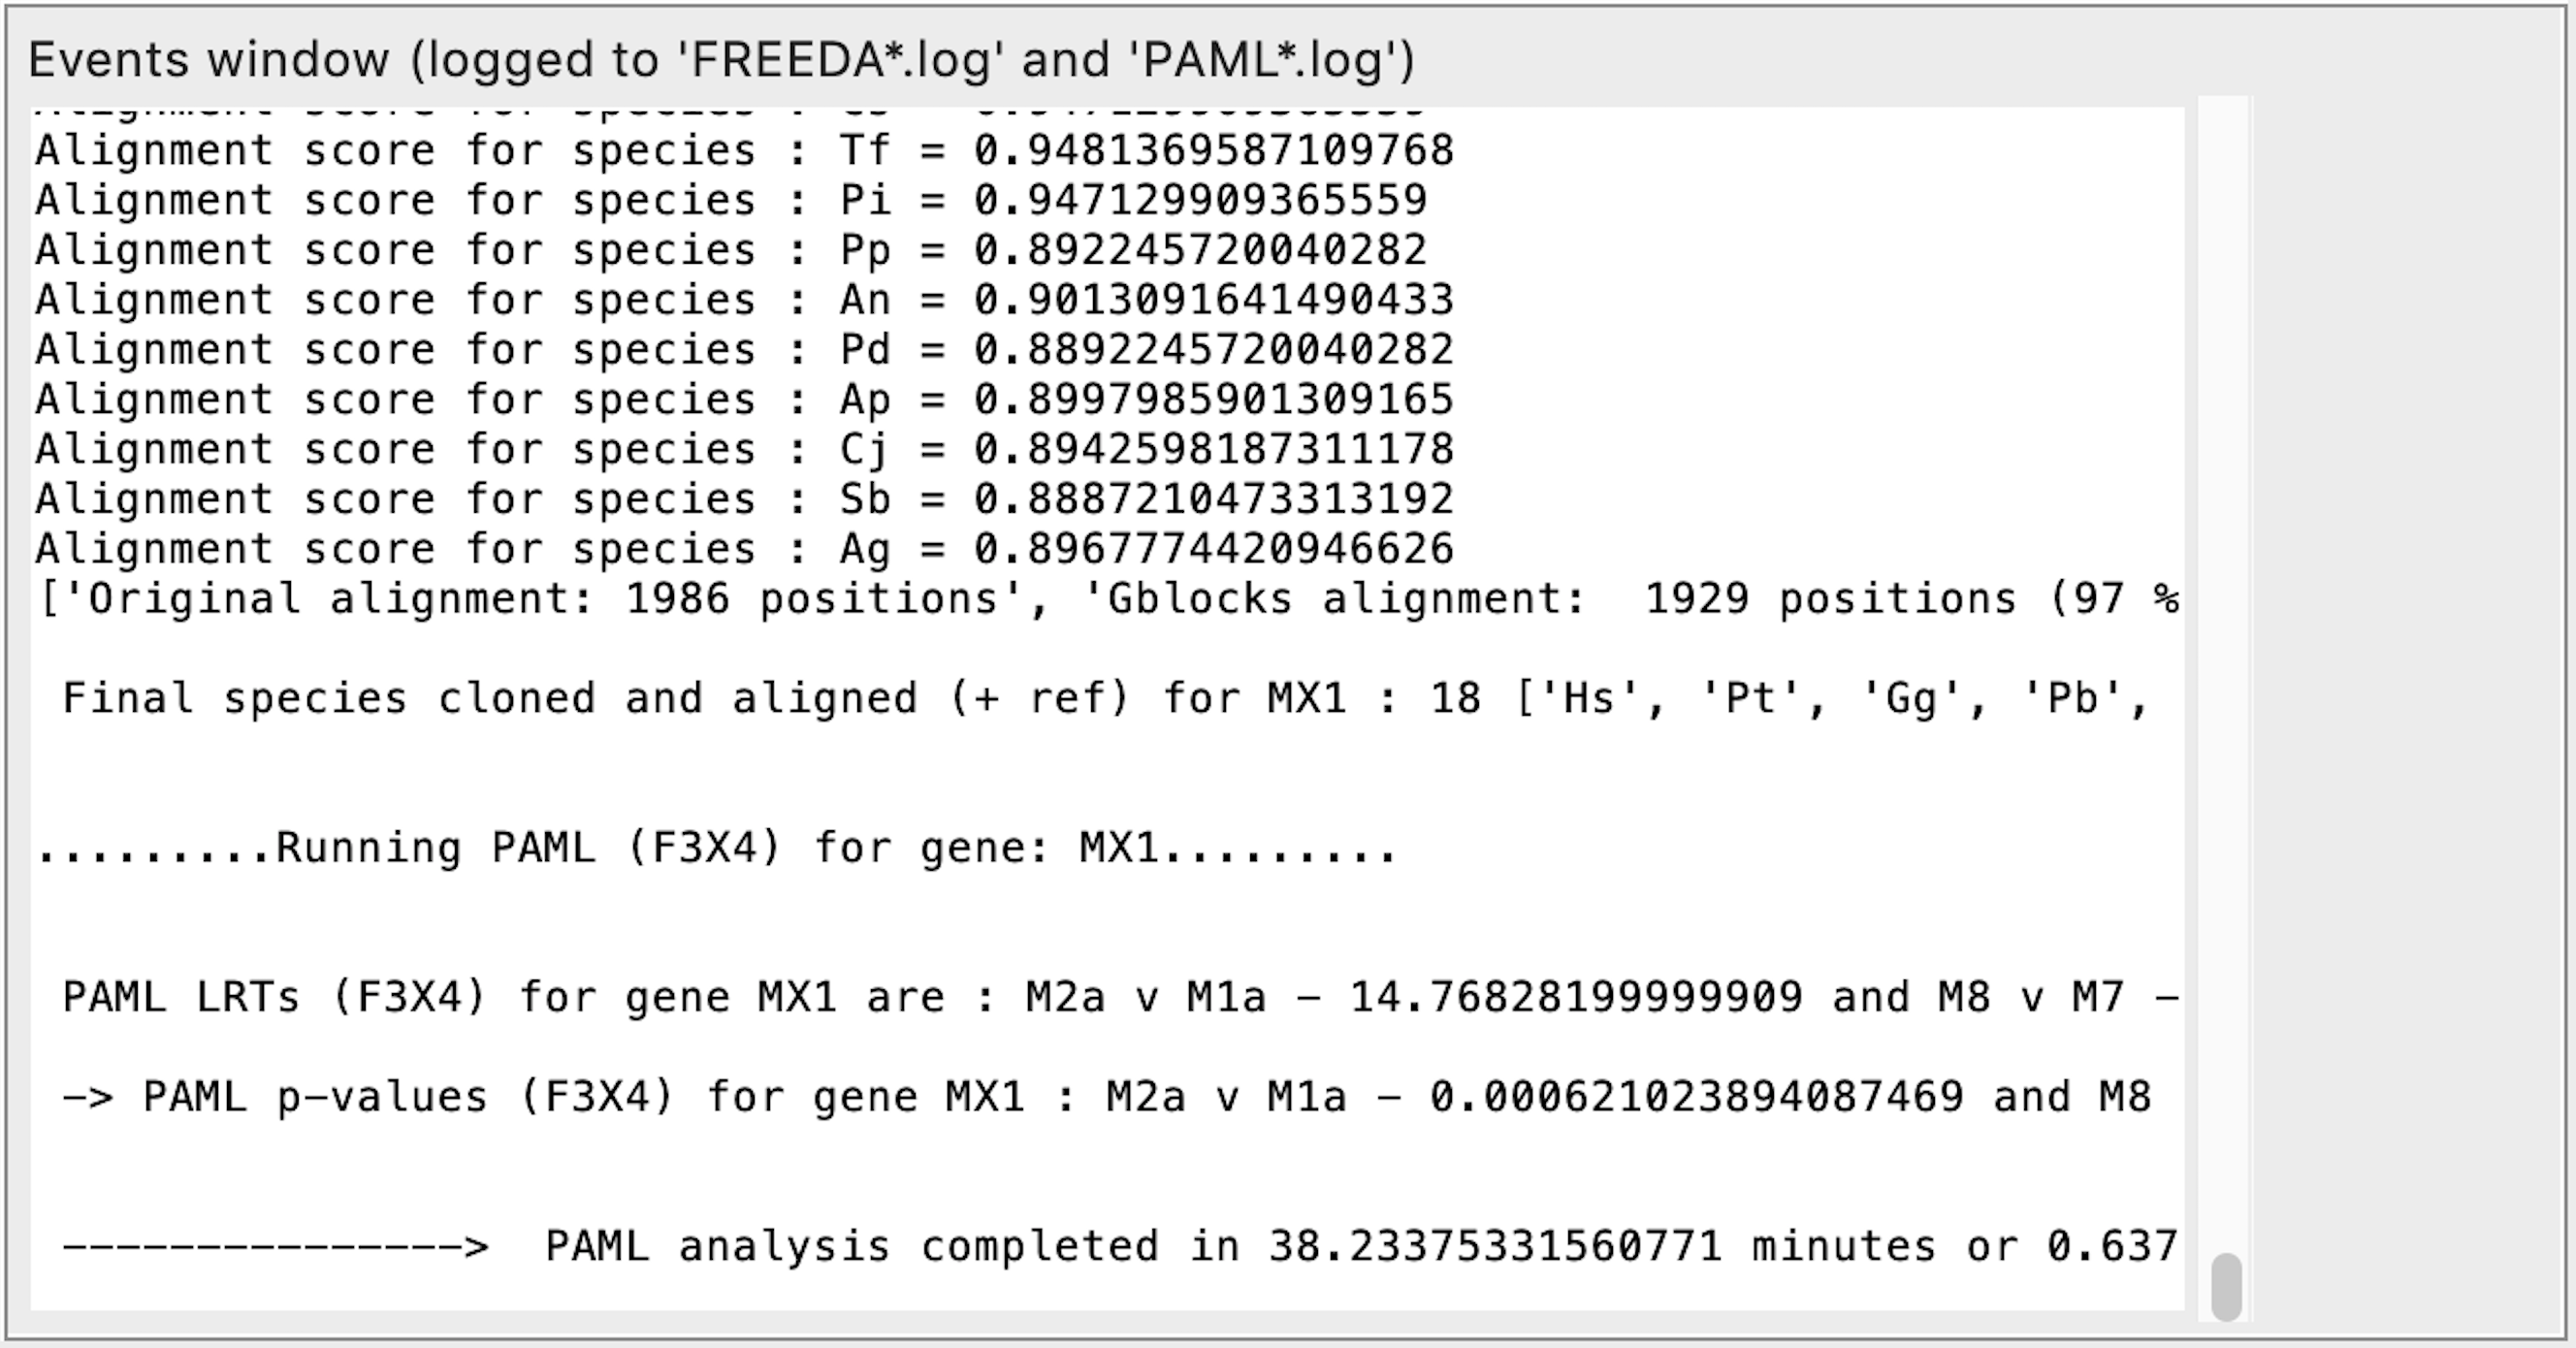 Events window (logged to 'FREEDA*.log' and 'PAML*.log')
Alignment score for species :
Alignment score for species : Tf = 0.9481369587109768
Alignment score for species : Pi = 0.947129909365559
Alignment score for species : Pp = 0.892245720040282
Alignment score for species : An = 0.9013091641490433
Alignment score for species : Pd = 0.8892245720040282
Alignment score for species : Ap = 0.8997985901309165
Alignment score for species : Cj = 0.8942598187311178
Alignment score for species : Sb = 0.8887210473313192
Alignment score for species : Ag = 0.8967774420946626
['Original alignment: 1986 positions', 'Gblocks alignment:  1929 positions (97 %
Final species cloned and aligned (+ ref) for MX1 : 18 ['Hs', 'Pt', 'Gg', 'Pb',
.........Running PAML (F3X4) for gene: MX1.........
PAML LRTs (F3X4) for gene MX1 are : M2a v M1a - 14.76828199999909 and M8 v M7 -
-> PAML p-values (F3X4) for gene MX1 : M2a v M1a - 0.000621023894087469 and M8
---------------> PAML analysis completed in 38.23375331560771 minutes or 0.637